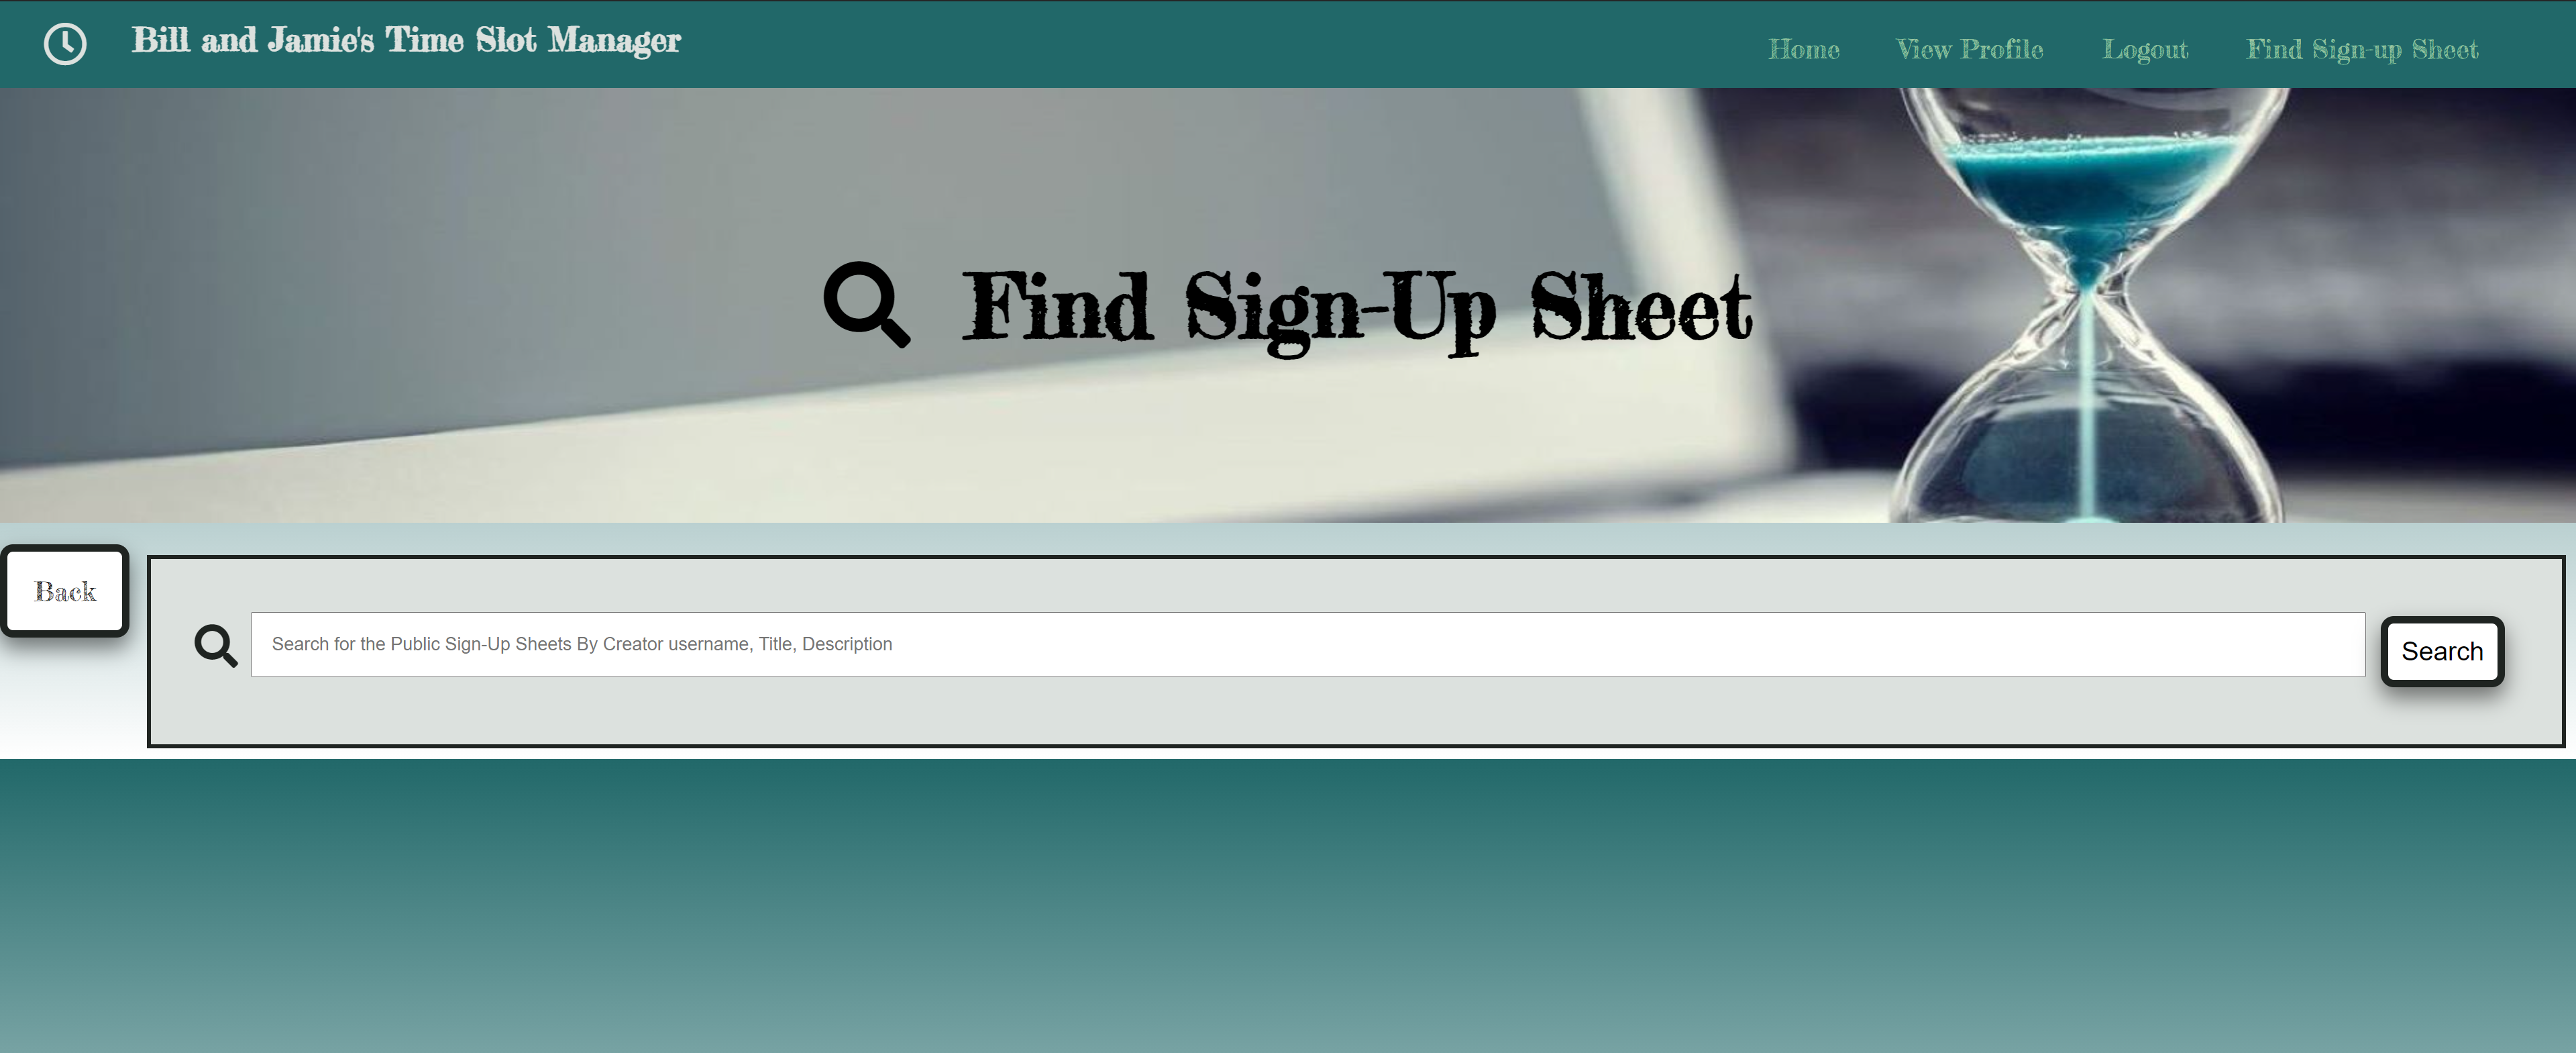 Bill and Jamie's Time Slot Manager
Home View Profile Logout Find Sign-up Sheet
Find Sign-Up Sheet
Back
Search for the Public Sign-Up Sheets By Creator username, Title, Description
Search